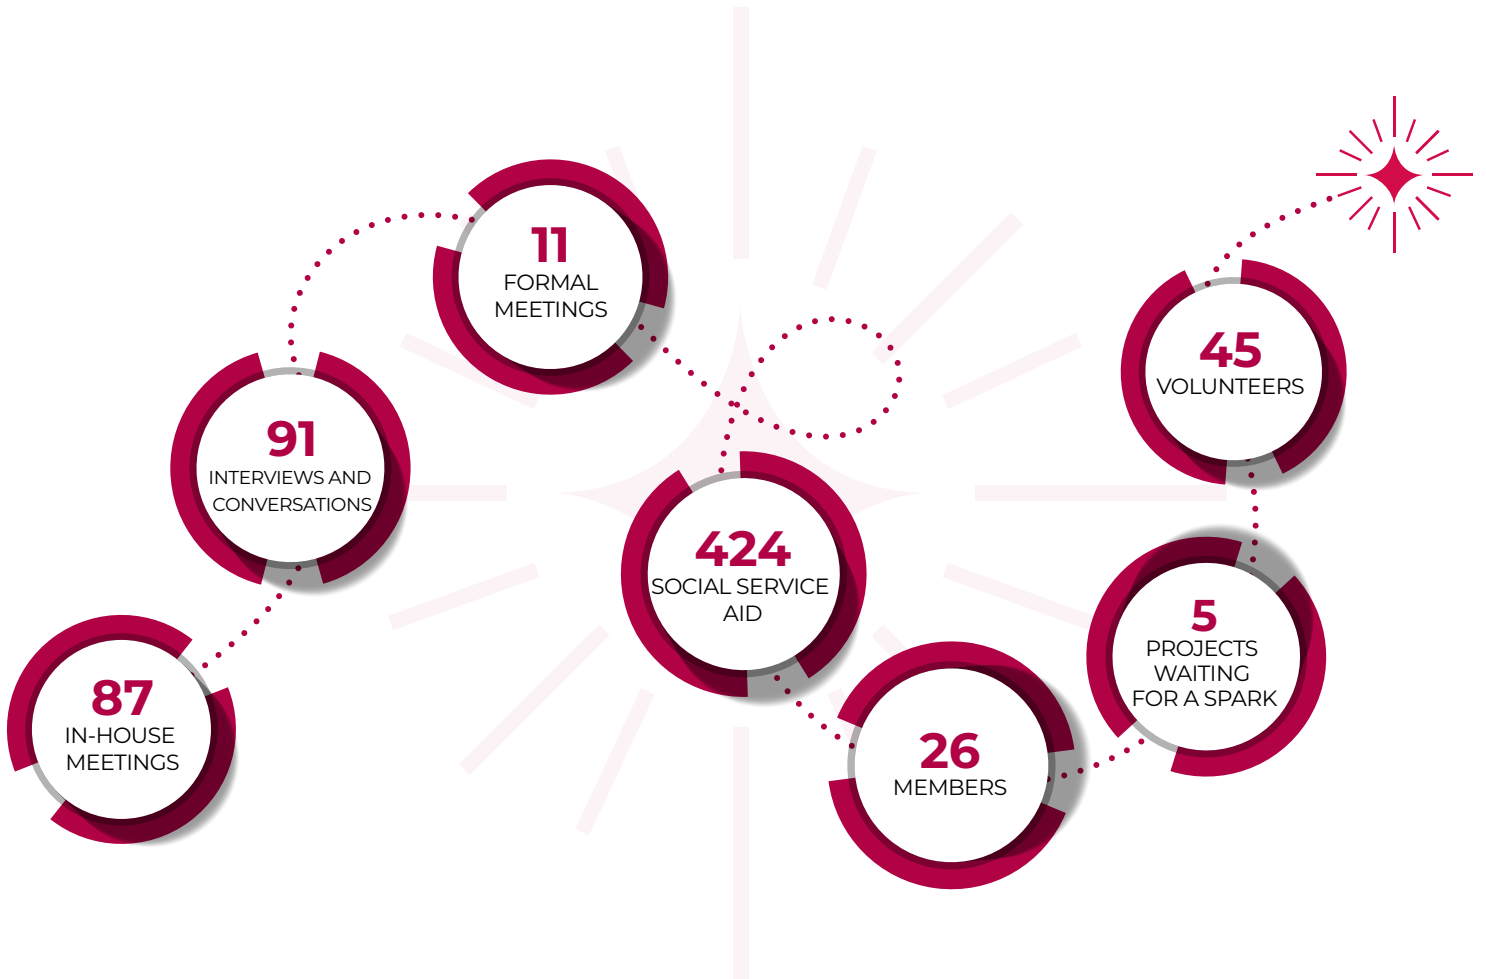 87
IN-HOUSE
MEETINGS
91
INTERVIEWS AND
CONVERSATIONS
11
FORMAL
MEETINGS
424
SOCIAL SERVICE
AID
26
MEMBERS
5
PROJECTS
WAITING
FOR A SPARK
45
VOLUNTEERS